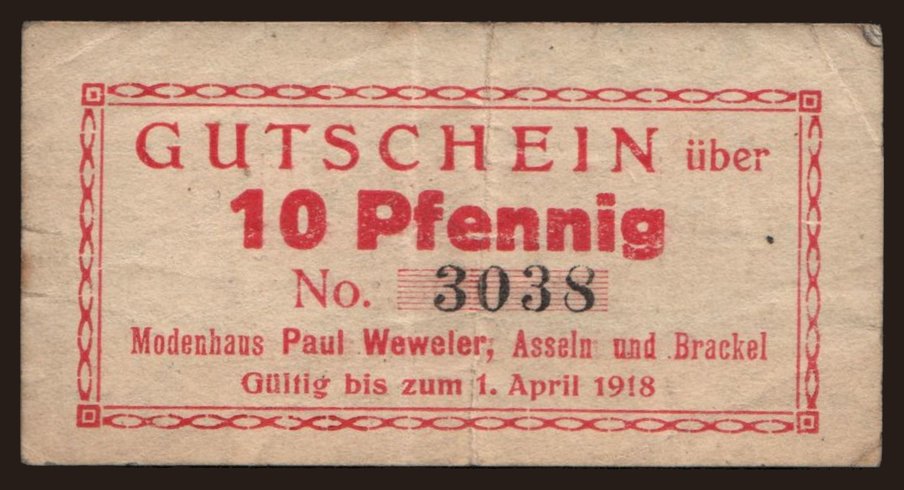 GUTSCHEIN über
10 Pfennig
No. 3038
Modenhaus Paul Weweler, Asseln und Brackel
Gültig bis zum 1. April 1918